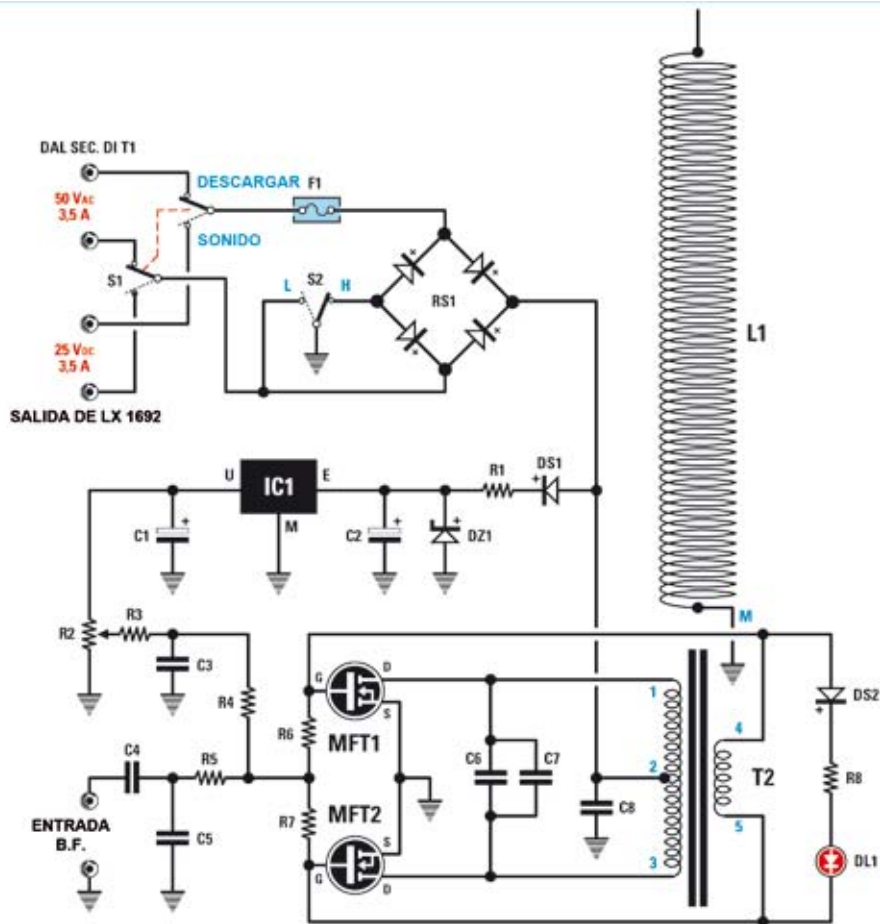 DAL SEC. DI T1
50 VAC
3,5 A
DESCARGAR
F1
SONIDO
S1
L
S2
H
RS1
25 VDC
3,5 A
SALIDA DE LX 1692
L1
U
IC1
E
M
R1
DS1
C1
C2
DZ1
M
R2
R3
C3
R4
G
D
S
MFT1
R6
1
4
DS2
C4
R5
C6
C7
2
T2
R8
ENTRADA
B.F.
C5
R7
MFT2
C8
S
G
D
3
5
DL1